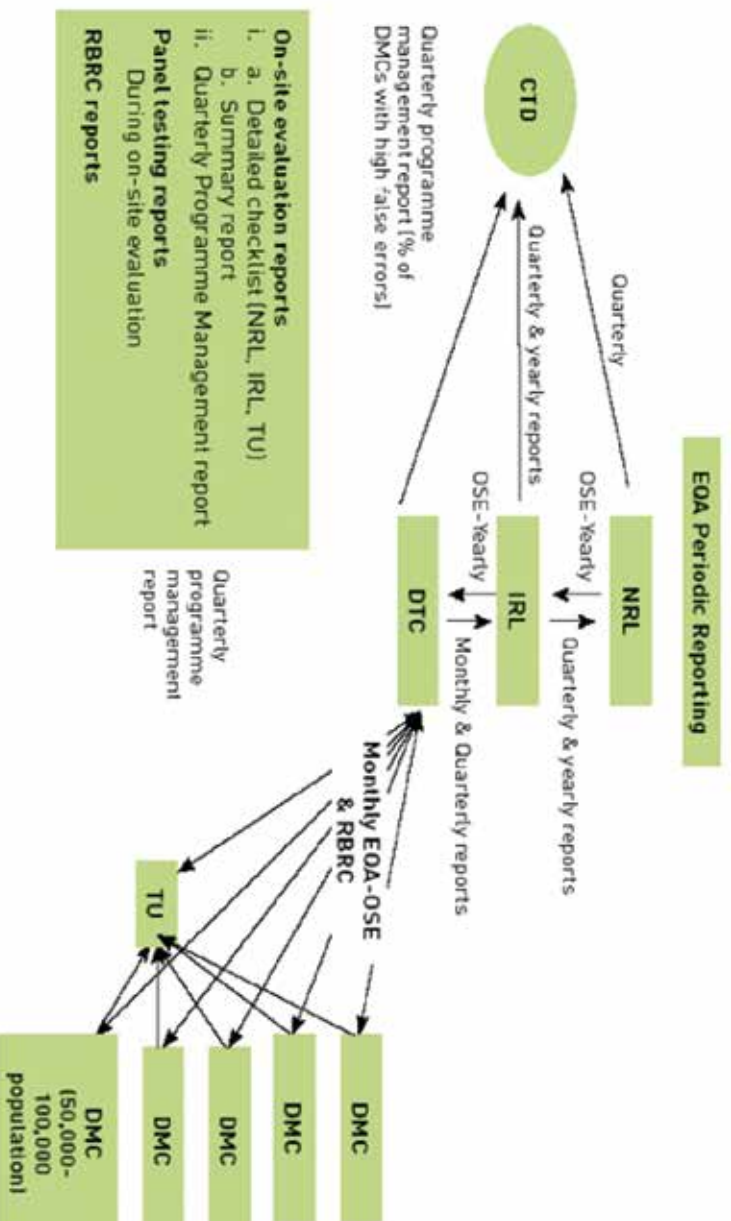 EQA Periodic Reporting
NRL
Quarterly
OSE-Yearly
Quarterly & yearly reports
CTD
Quarterly & yearly reports
IRL
OSE-Yearly
Monthly & Quarterly reports
DTC
Quarterly programme
management report (% of
DMCs with high false errors)
Monthly EQA-OSE
& RBRC
Quarterly
programme
management
report
TU
DMC
DMC
DMC
DMC
DMC
(50,000-
100,000
population)
On-site evaluation reports
i. a. Detailed checklist (NRL, IRL, TU)
b. Summary report
ii. Quarterly Programme Management report
Panel testing reports
During on-site evaluation
RBRC reports